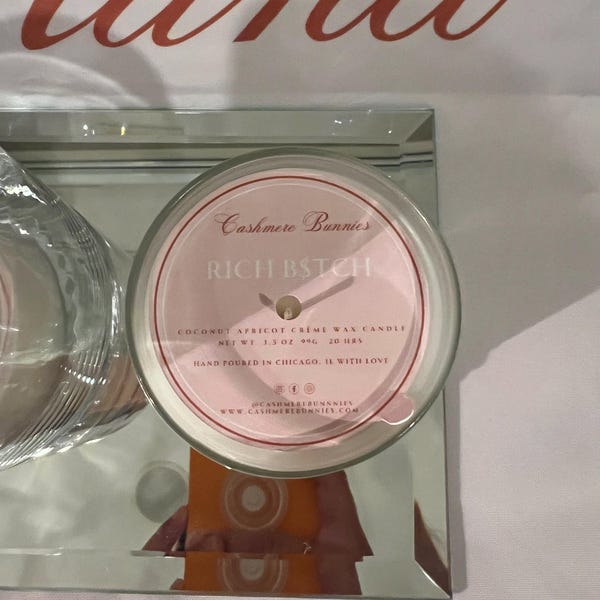 Cashmere Bunnies
RICH B$TCH
COCONUT APRICOT CRÈME WAX CANDLE
NET WT. 3.5 OZ 99G 20 HRS
HAND POURED IN CHICAGO, IL WITH LOVE
@CASHMEREBUNNNIES
WWW.CASHMEREBUNNIES.COM